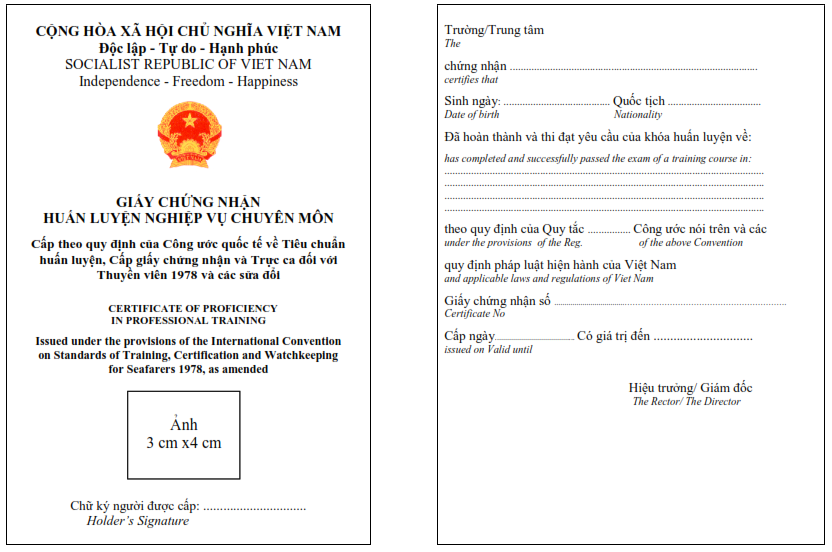 CỘNG HÒA XÃ HỘI CHỦ NGHĨA VIỆT NAM
Độc lập - Tự do - Hạnh phúc
SOCIALIST REPUBLIC OF VIET NAM
Independence - Freedom - Happiness
VIỆT NAM
GIẤY CHỨNG NHẬN
HUẤN LUYỆN NGHIỆP VỤ CHUYÊN MÔN
Cấp theo quy định của Công ước quốc tế về Tiêu chuẩn
huấn luyện, Cấp giấy chứng nhận và Trực ca đối với
Thuyền viên 1978 và các sửa đổi
CERTIFICATE OF PROFICIENCY
IN PROFESSIONAL TRAINING
Issued under the provisions of the International Convention
on Standards of Training, Certification and Watchkeeping
for Seafarers 1978, as amended
Ảnh
3 cm x4 cm
Chữ ký người được cấp: ................................
Holder's Signature
Trường/Trung tâm
The
chứng nhận ...........................................................................
certifies that
Sinh ngày: ................................ Quốc tịch ............................
Date of birth Nationality
Đã hoàn thành và thi đạt yêu cầu của khóa huấn luyện về:
has completed and successfully passed the exam of a training course in:
................................................................................................
................................................................................................
................................................................................................
................................................................................................
theo quy định của Quy tắc ............. Công ước nói trên và các
under the provisions of the Reg. of the above Convention
quy định pháp luật hiện hành của Việt Nam
and applicable laws and regulations of Viet Nam
Giấy chứng nhận số ......................................................................
Certificate No
Cấp ngày........................ Có giá trị đến ..............................
issued on Valid until
Hiệu trưởng/ Giám đốc
The Rector/ The Director